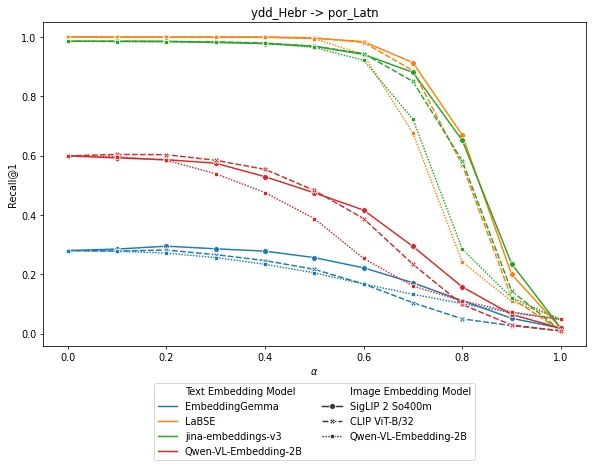 ydd_Hebr -> por_Latn
Recall@1
1.0
0.8
0.6
0.4
0.2
0.0
0.0 0.2 0.4 0.6 0.8 1.0
α
Text Embedding Model Image Embedding Model
EmbeddingGemma SigLIP 2 So400m
LaBSE CLIP ViT-B/32
jina-embeddings-v3 Qwen-VL-Embedding-2B
Qwen-VL-Embedding-2B